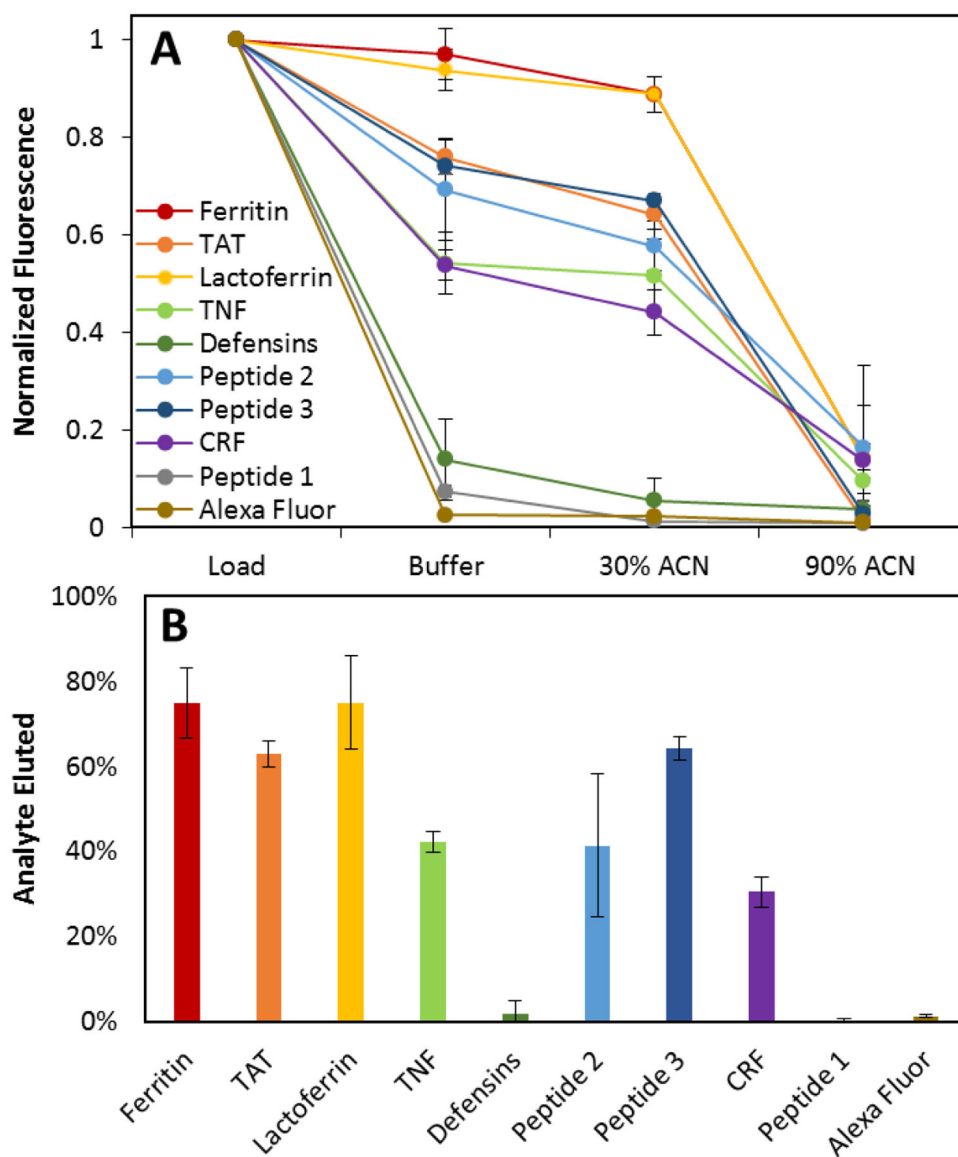 A
Normalized Fluorescence
1
0.8
0.6
0.4
0.2
0
Ferritin
TAT
Lactoferrin
TNF
Defensins
Peptide 2
Peptide 3
CRF
Peptide 1
Alexa Fluor
Load
Buffer
30% ACN
90% ACN
B
Analyte Eluted
100%
80%
60%
40%
20%
0%
Ferritin
TAT
Lactoferrin
TNF
Defensins
Peptide 2
Peptide 3
CRF
Peptide 1
Alexa Fluor